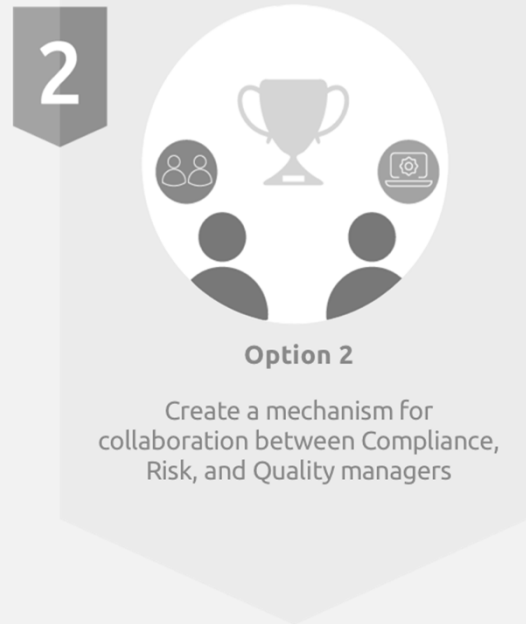 2
Option 2
Create a mechanism for
collaboration between Compliance,
Risk, and Quality managers